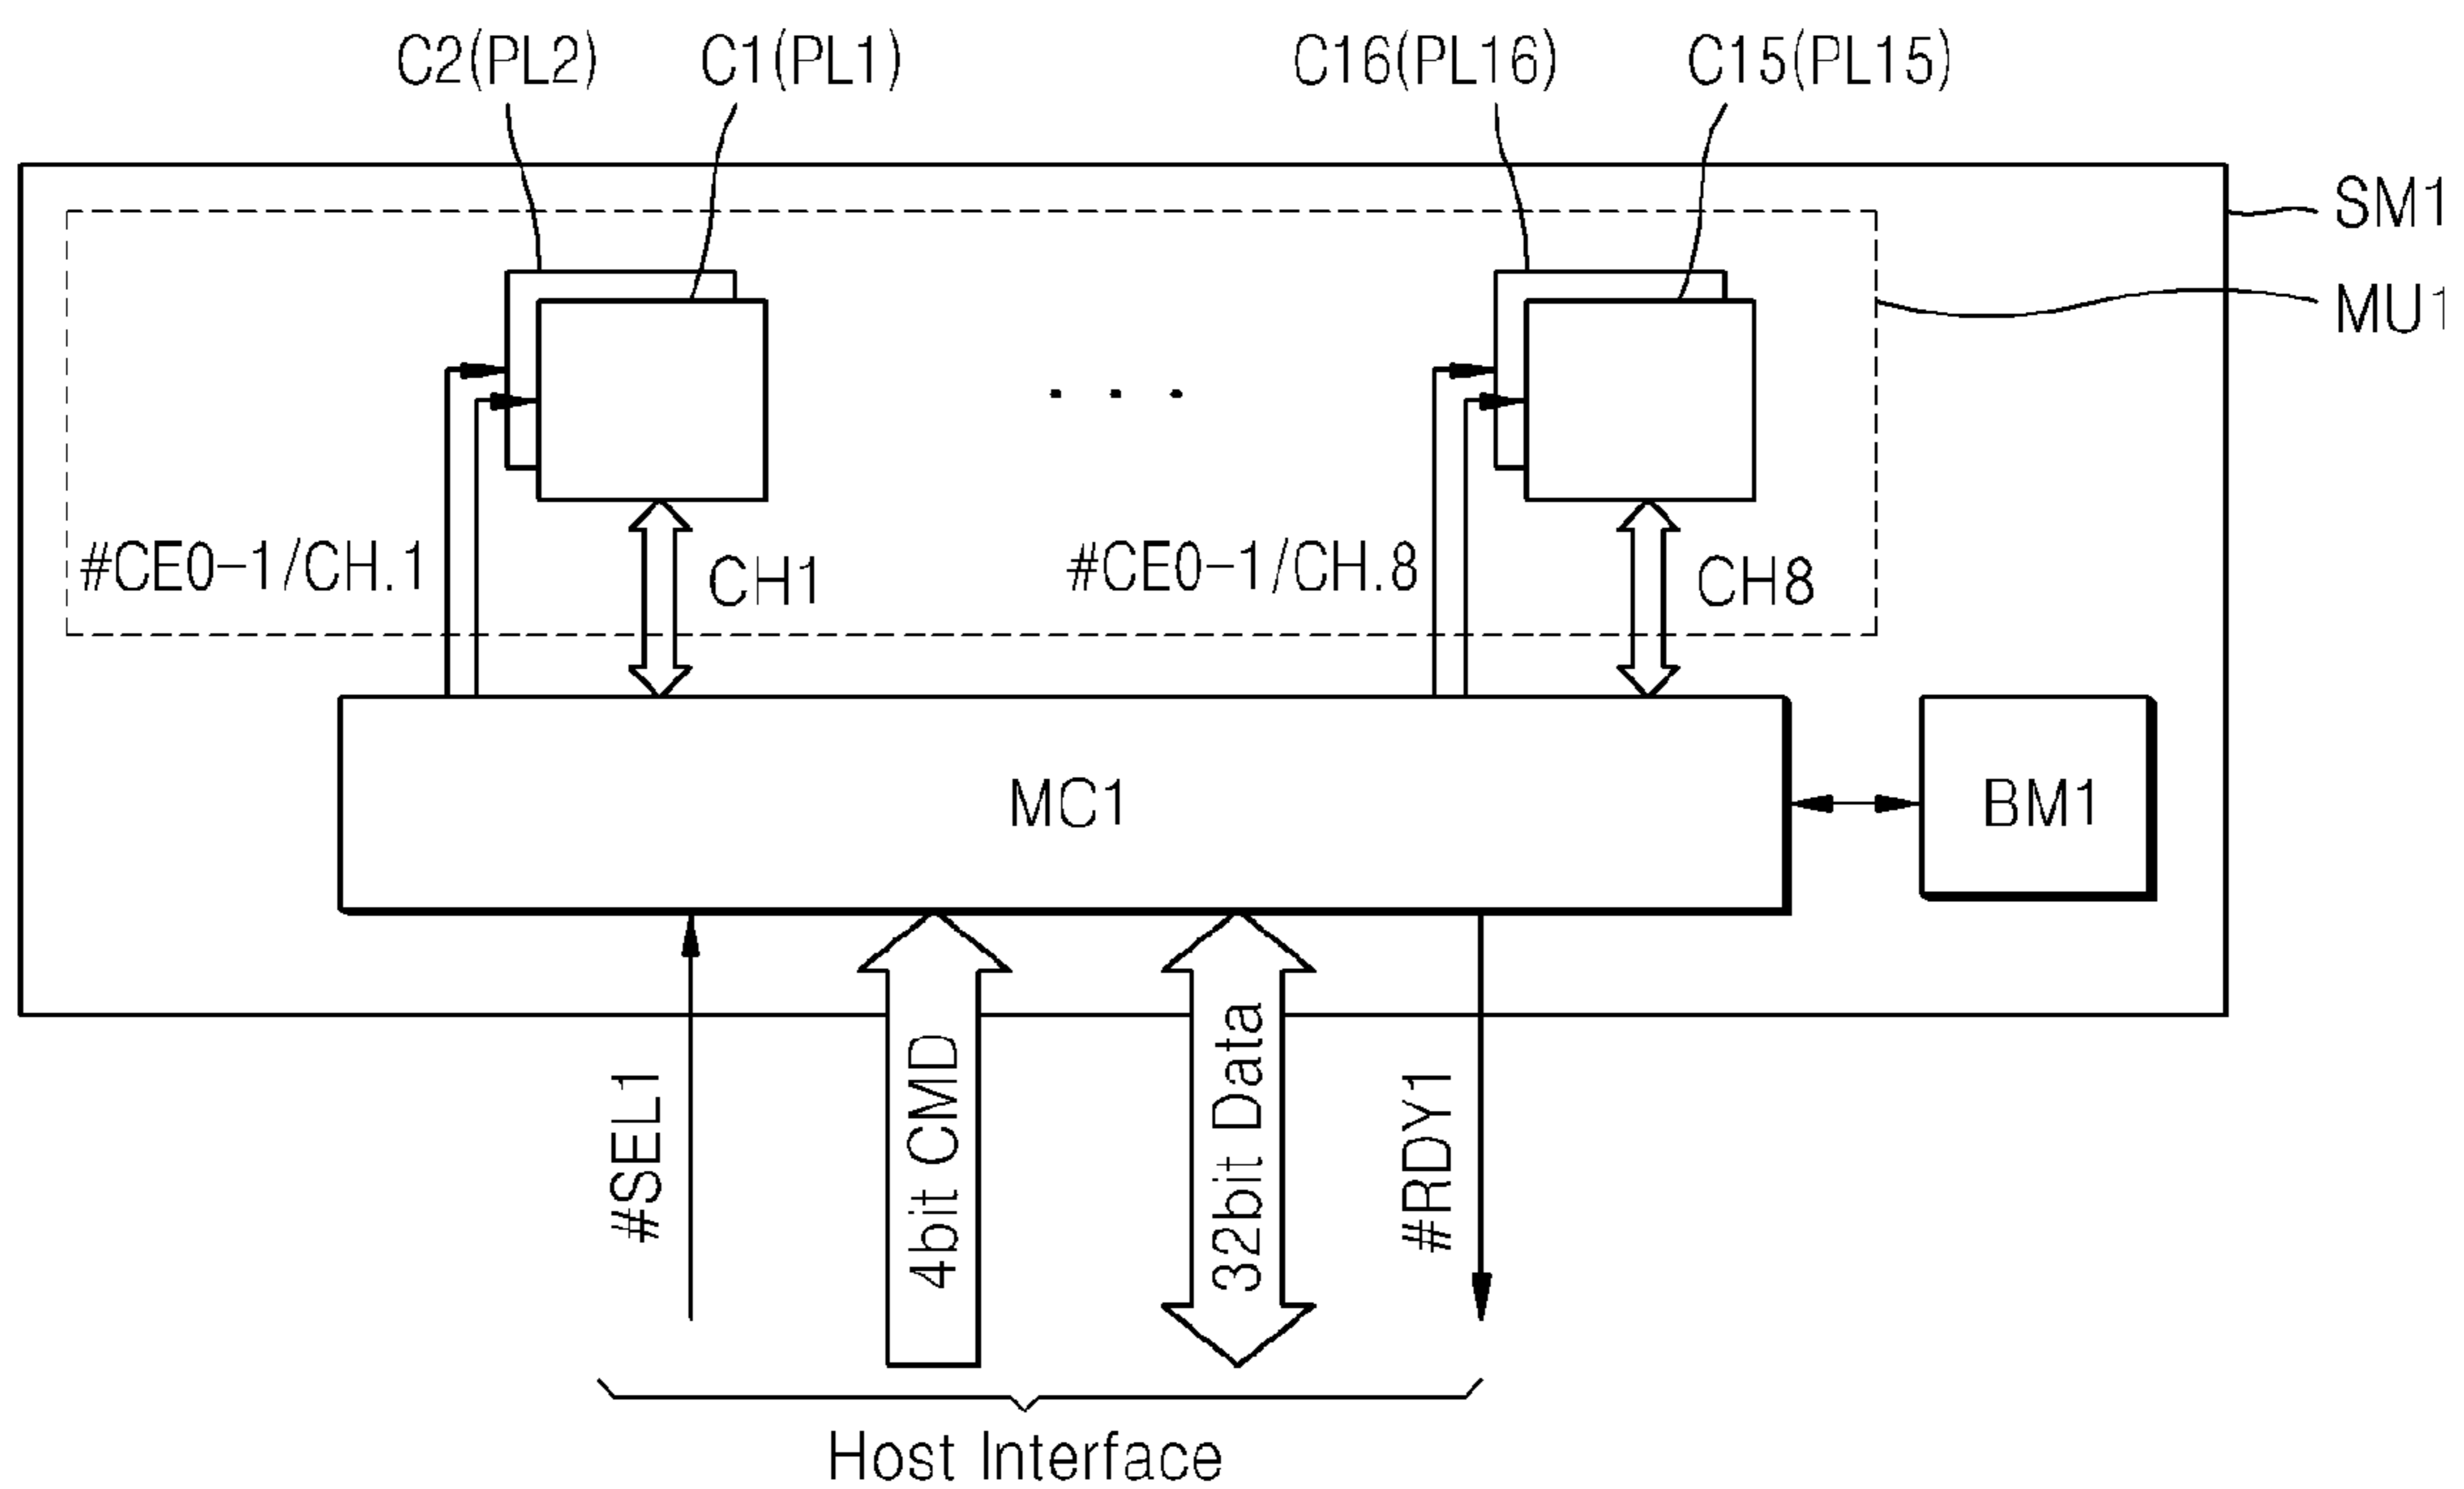 C2(PL2)
C1(PL1)
C16(PL16)
C15(PL15)
SM1
MU1
#CE0-1/CH.1
CH1
#CE0-1/CH.8
CH8
MC1
BM1
#SEL1
4bit CMD
32bit Data
#RDY1
Host Interface